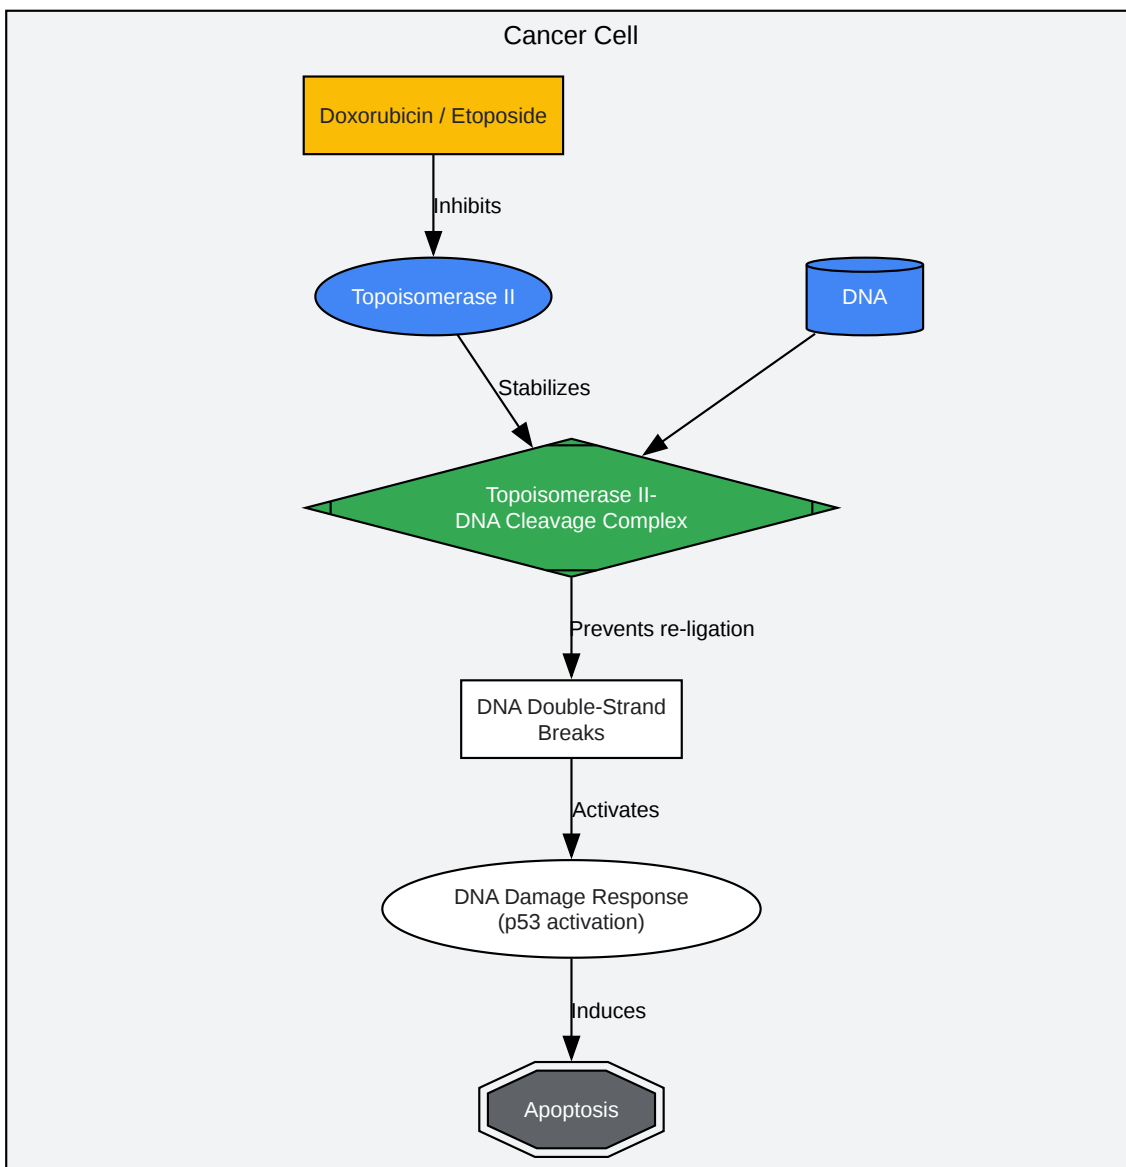 Cancer Cell
Doxorubicin / Etoposide
Inhibits
Topoisomerase II
DNA
Stabilizes
Topoisomerase II-
DNA Cleavage Complex
Prevents re-ligation
DNA Double-Strand
Breaks
Activates
DNA Damage Response
(p53 activation)
Induces
Apoptosis